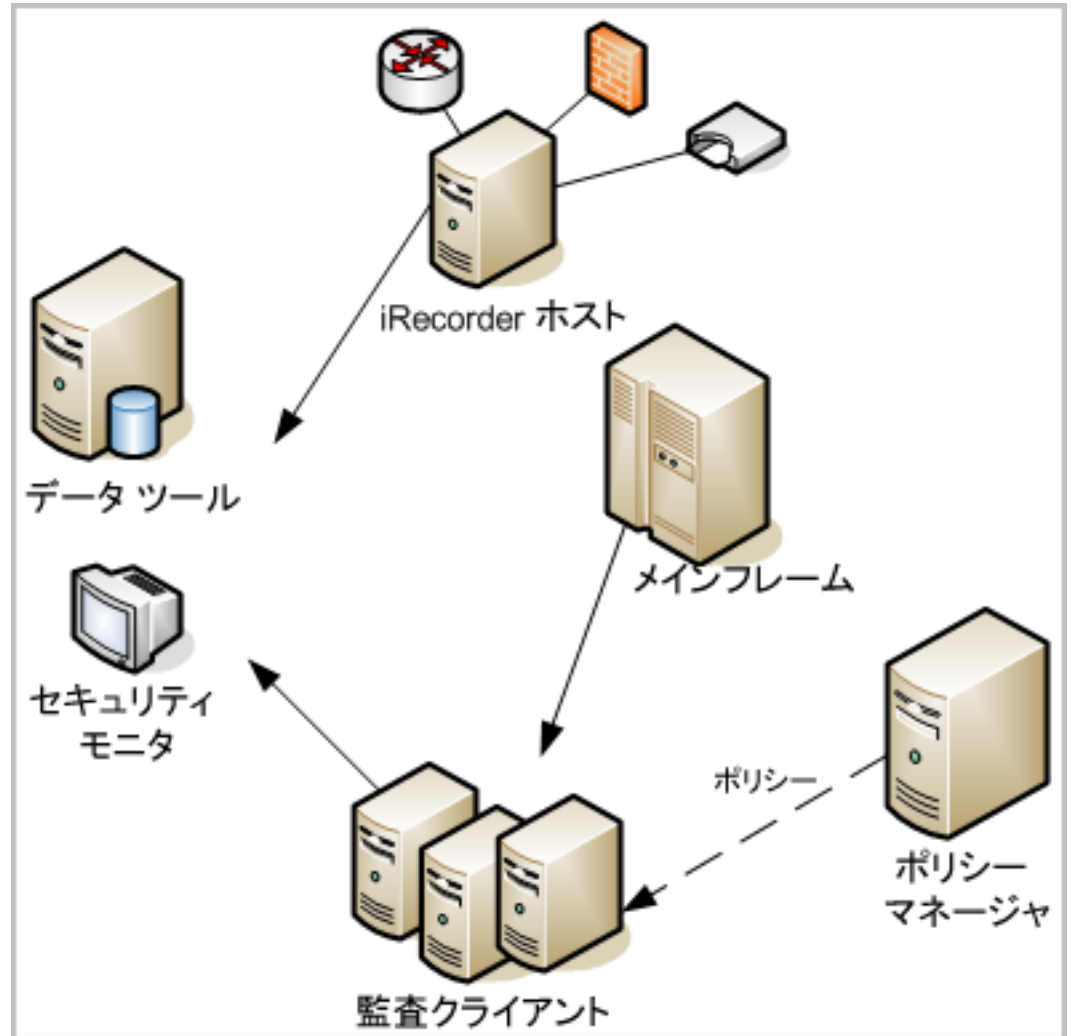 iRecorder ホスト
データ ツール
メインフレーム
セキュリティ
モニタ
ポリシー
ポリシー
マネージャ
監査クライアント